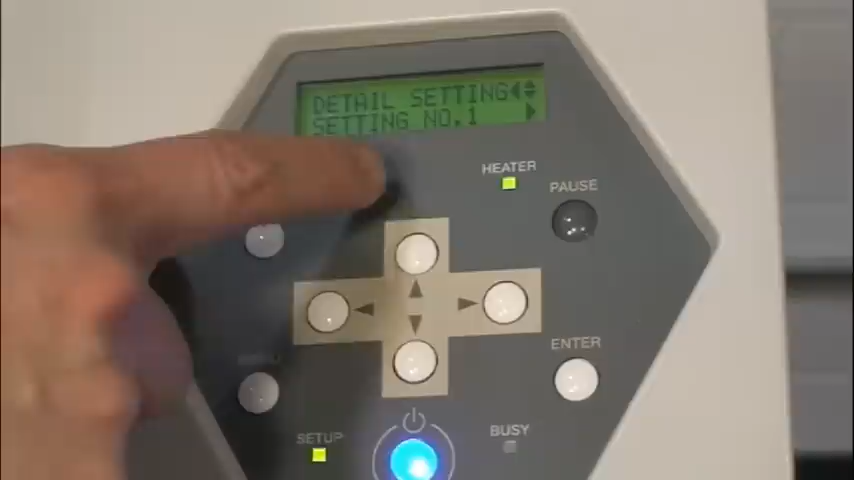 DETAIL SETTING
SETTING NO.1
HEATER
PAUSE
ENTER
SETUP
BUSY